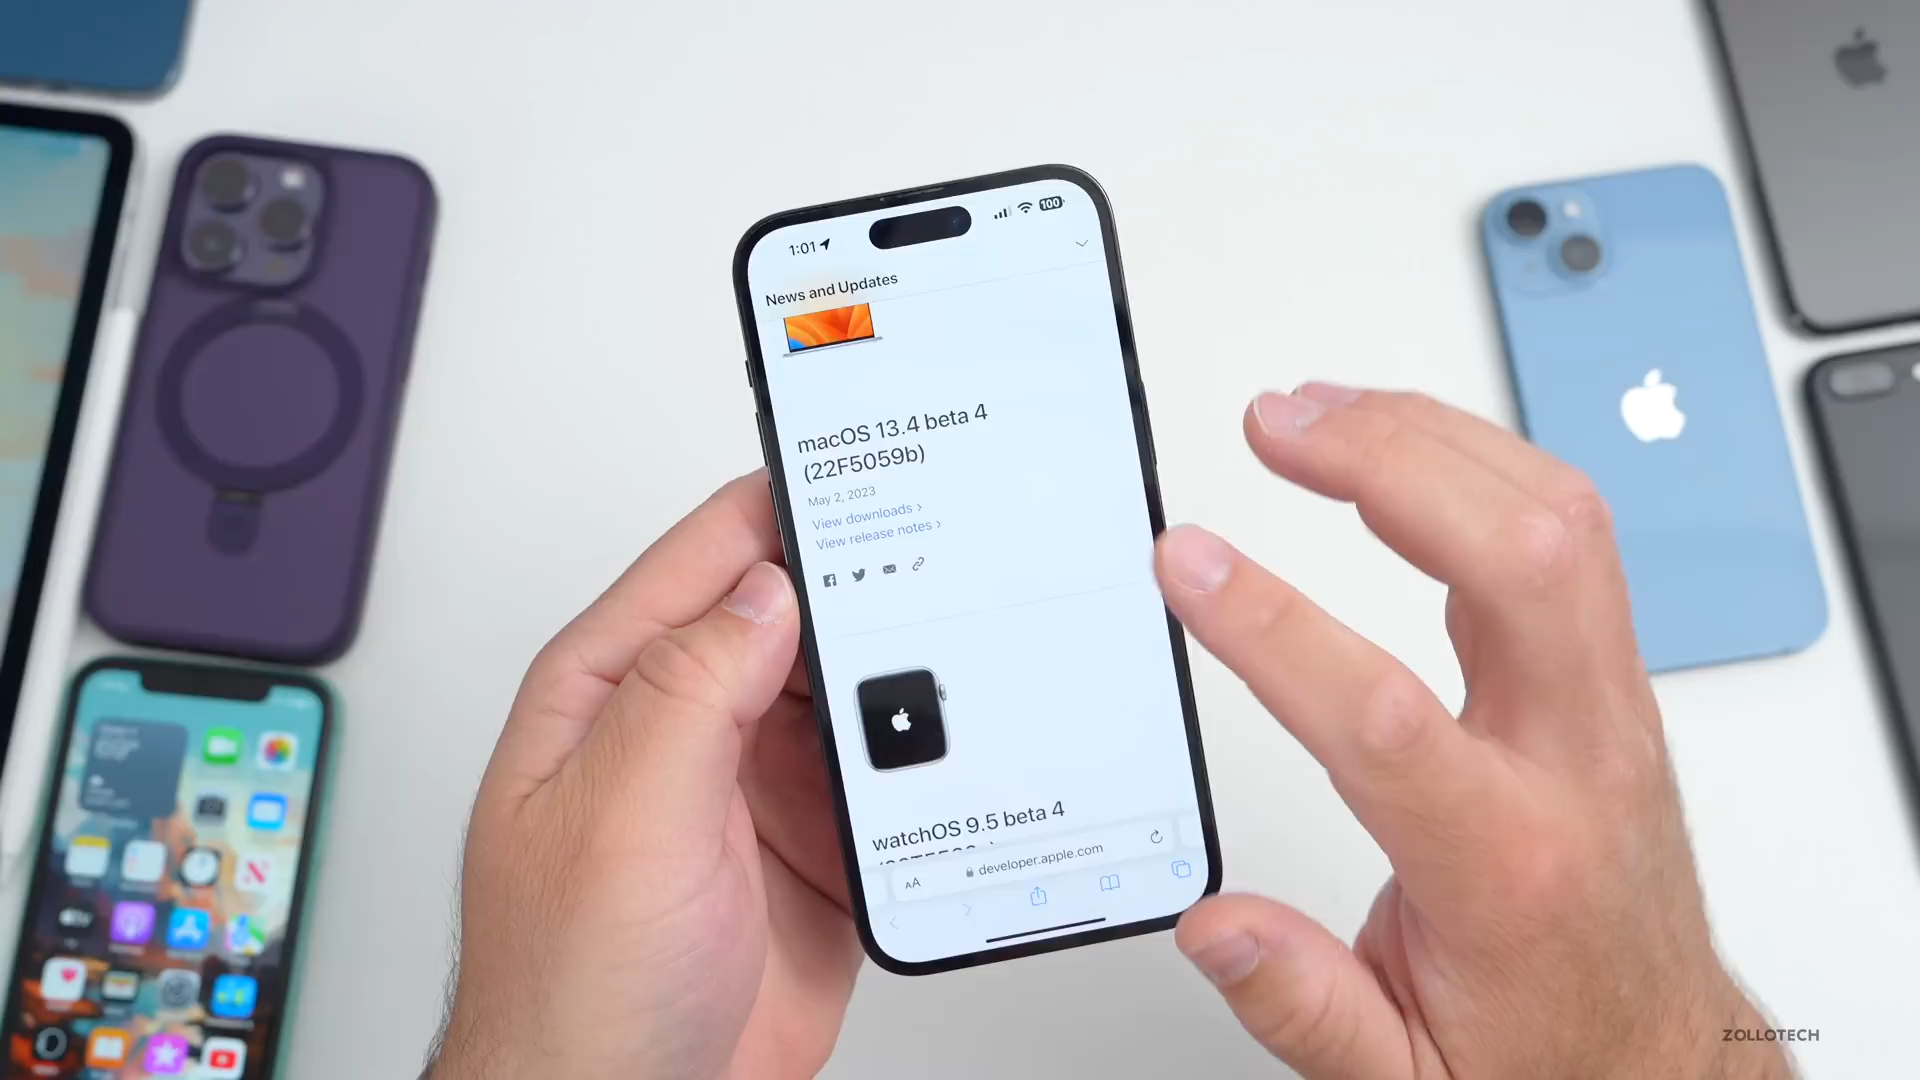 1:01
100
News and Updates
macOS 13.4 beta 4
(22F5059b)
May 2, 2023
View downloads ›
View release notes ›
watchOS 9.5 beta 4
AA
developer.apple.com
ZOLLOTECH